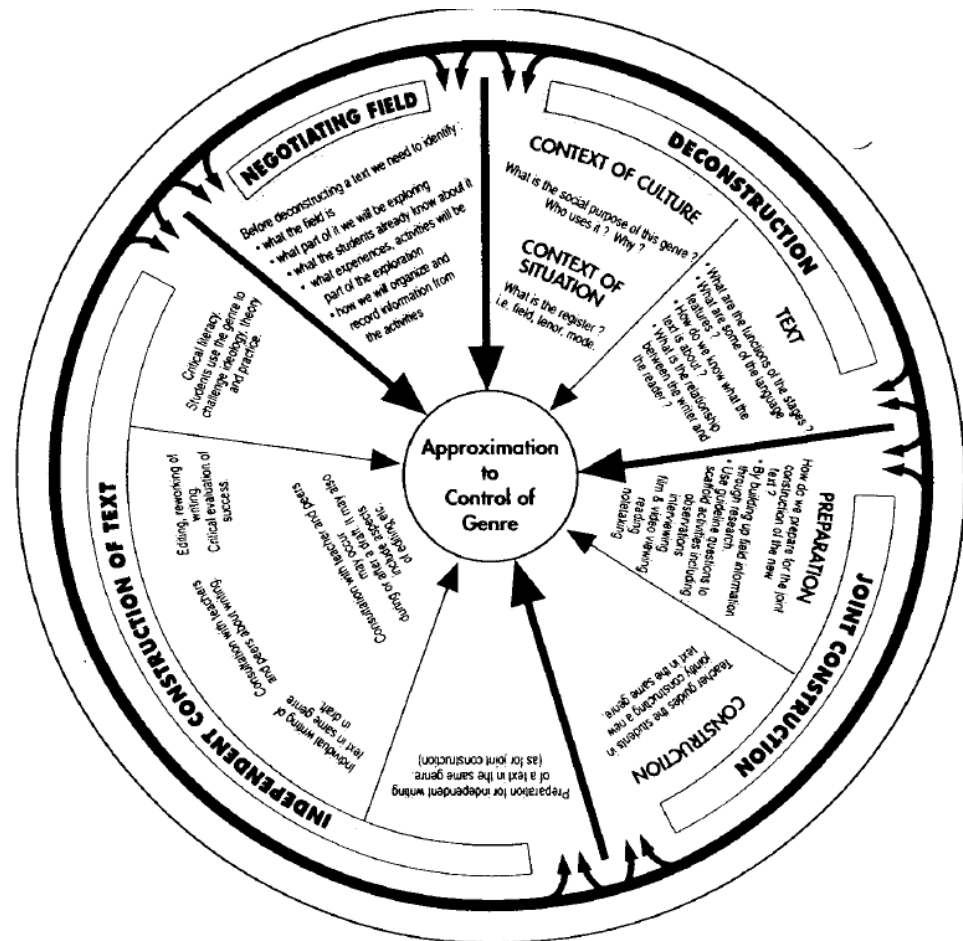 NEGOTIATING FIELD
Before deconstructing a text we need to identify :
• what the field is
• what part of it we will be exploring
• what the students already know about it
• what experiences, activities will be
part of the exploration
• how we will organize and
record information from
the activities
DECONSTRUCTION
CONTEXT OF CULTURE
What is the social purpose of this genre ?
Who uses it ? Why ?
CONTEXT OF
SITUATION
What is the register ?
i.e. field, tenor, mode.
TEXT
• What are the functions of the stages ?
• What are some of the language
features ?
• How do we know what the
text is about ?
• What is the relationship
between the writer and
the reader ?
JOINT CONSTRUCTION
PREPARATION
How do we prepare for the joint
construction of the new
text ?
• By building up field information
through research.
• Use guideline questions to
scaffold activities including
observations
interviewing
film & video viewing
reading
notetaking
CONSTRUCTION
Teacher guides the students in
jointly constructing a new
text in the same genre.
INDEPENDENT CONSTRUCTION OF TEXT
Preparation for independent writing
of a text in the same genre.
(as for joint construction)
Individual writing of
text in same genre
in draft.
Consultation with teachers
and peers about writing
Consultation with teacher and peers
may occur
during or after a draft. It may also
include aspects
of editing etc.
Editing, reworking of
writing
Critical evaluation of
success
Critical literacy.
Students use the genre to
challenge ideology, theory
and practice.
Approximation
to
Control of
Genre